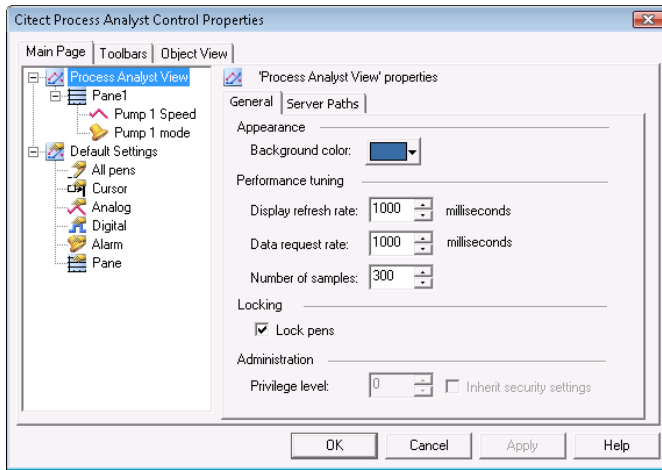 Citect Process Analyst Control Properties
Main Page Toolbars Object View
Process Analyst View
Pane1
Pump 1 Speed
Pump 1 mode
Default Settings
All pens
Cursor
Analog
Digital
Alarm
Pane
'Process Analyst View' properties
General Server Paths
Appearance
Background color:
Performance tuning
Display refresh rate: 1000 milliseconds
Data request rate: 1000 milliseconds
Number of samples: 300
Locking
Lock pens
Administration
Privilege level: 0 Inherit security settings
OK Cancel Apply Help